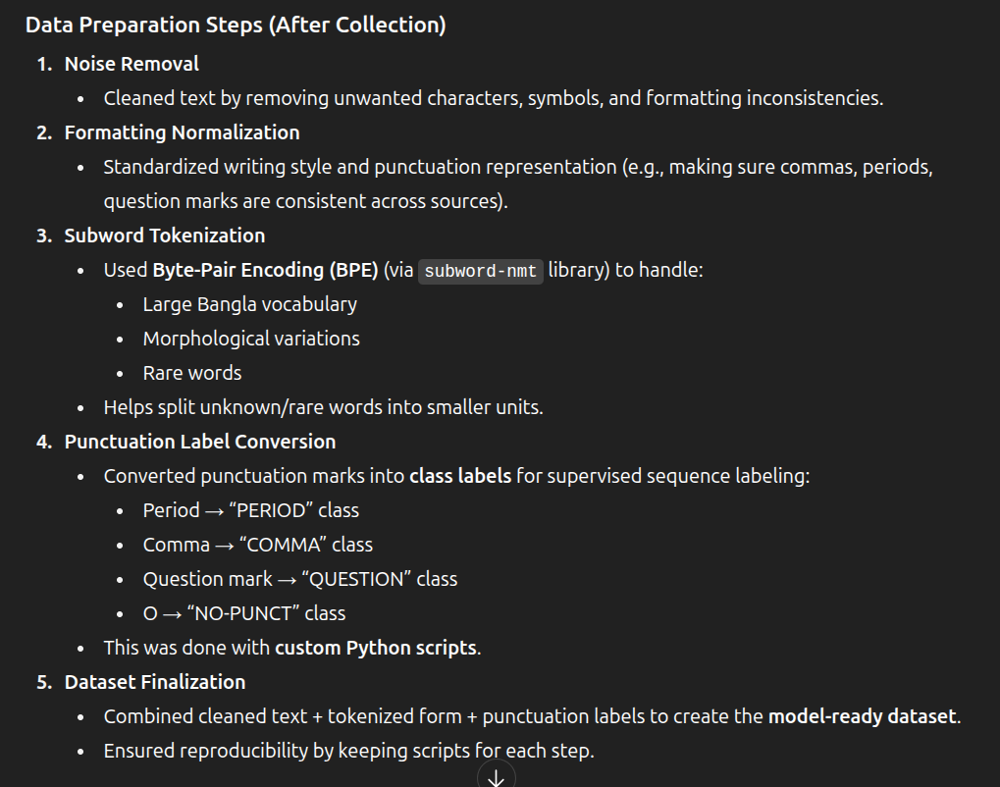 Data Preparation Steps (After Collection)
1. Noise Removal
• Cleaned text by removing unwanted characters, symbols, and formatting inconsistencies.
2. Formatting Normalization
• Standardized writing style and punctuation representation (e.g., making sure commas, periods,
question marks are consistent across sources).
3. Subword Tokenization
• Used Byte-Pair Encoding (BPE) (via subword-nmt library) to handle:
• Large Bangla vocabulary
• Morphological variations
• Rare words
• Helps split unknown/rare words into smaller units.
4. Punctuation Label Conversion
• Converted punctuation marks into class labels for supervised sequence labeling:
• Period → “PERIOD” class
• Comma → “COMMA” class
• Question mark → “QUESTION” class
• O → “NO-PUNCT” class
• This was done with custom Python scripts.
5. Dataset Finalization
• Combined cleaned text + tokenized form + punctuation labels to create the model-ready dataset.
• Ensured reproducibility by keeping scripts for each step.